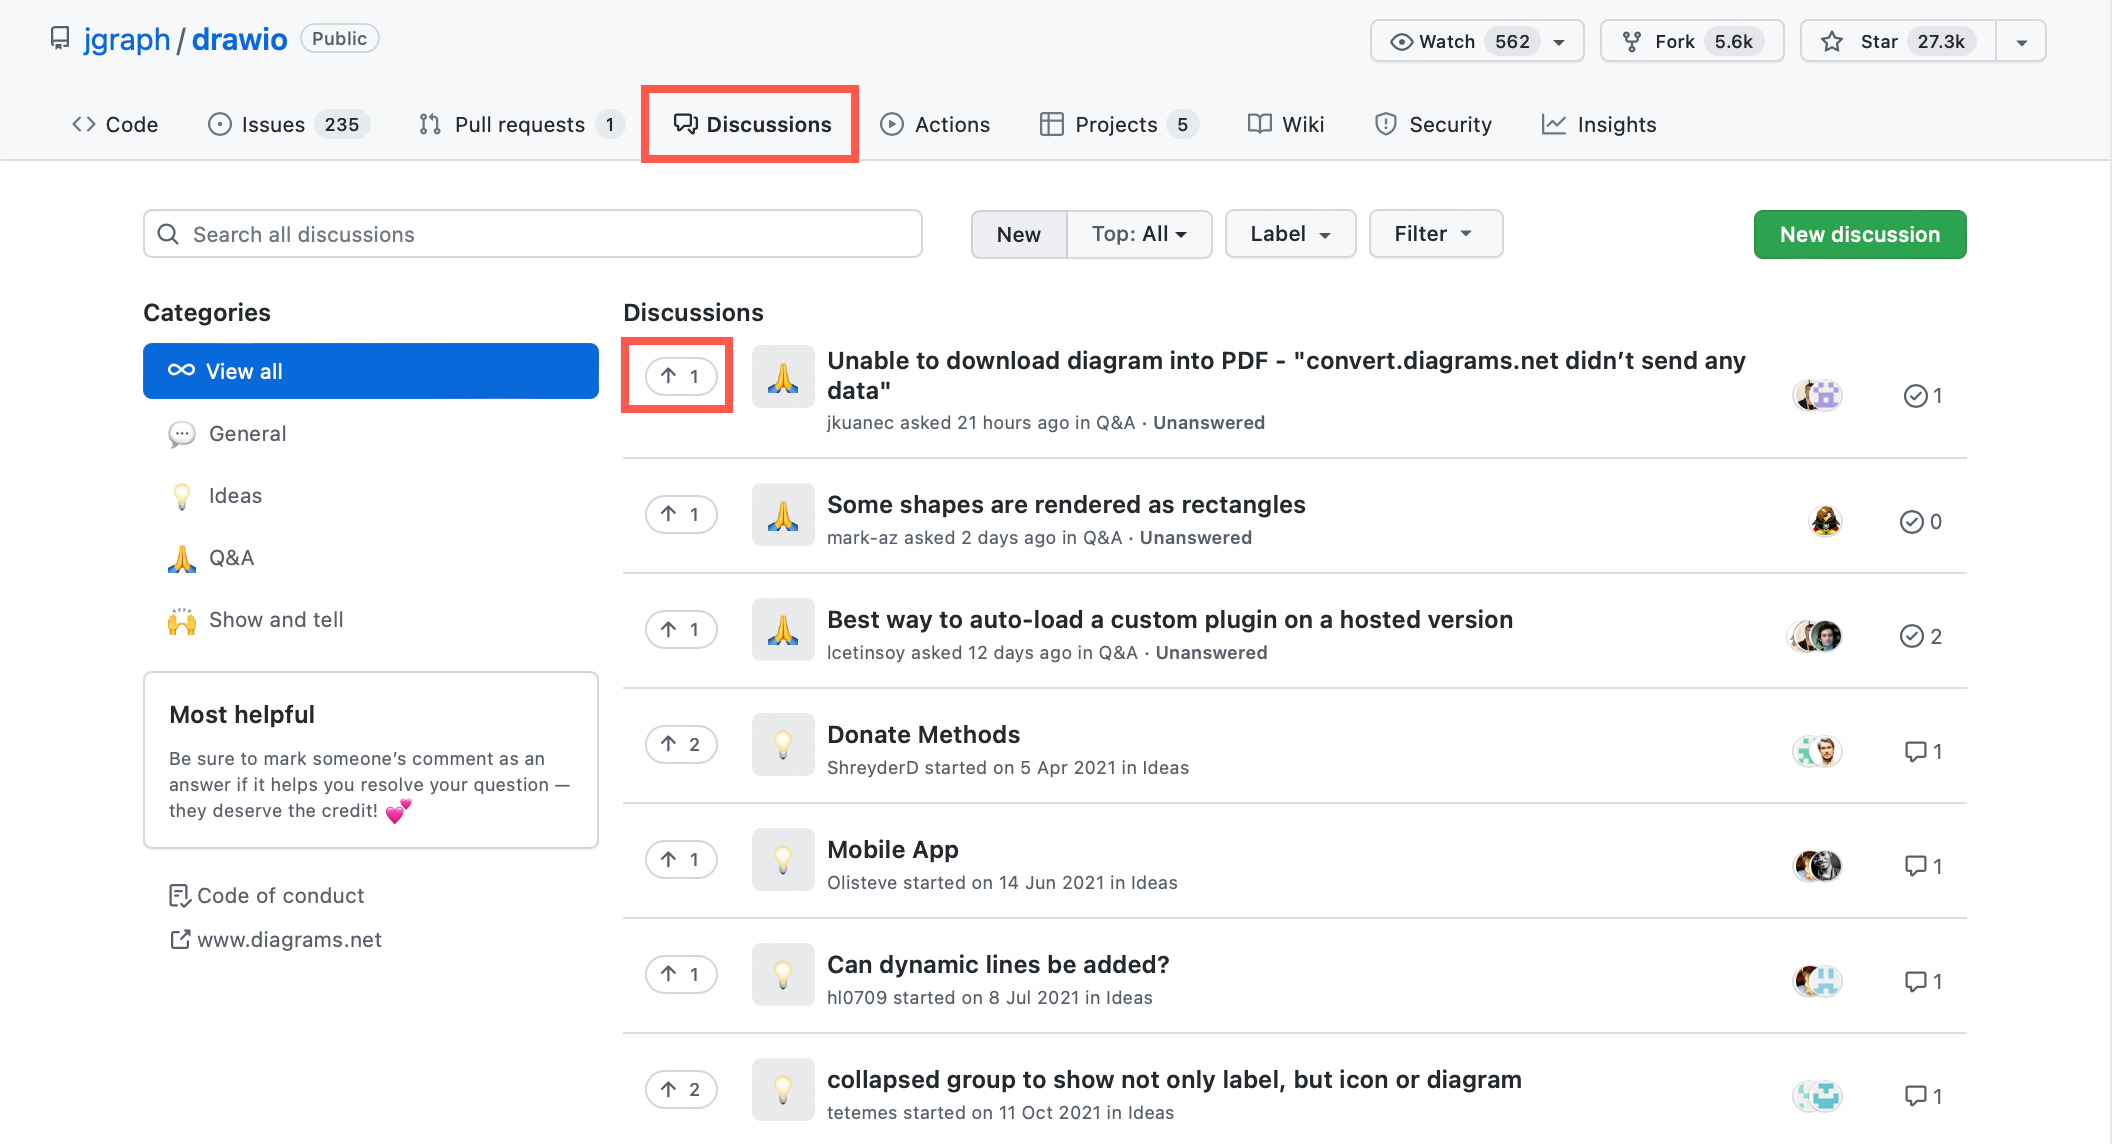 jgraph / drawio Public
Watch 562 Fork 5.6k Star 27.3k
Code Issues 235 Pull requests 1 Discussions Actions Projects 5 Wiki Security Insights
Search all discussions
New Top: All Label Filter New discussion
Categories
View all
General
Ideas
Q&A
Show and tell
Most helpful
Be sure to mark someone’s comment as an
answer if it helps you resolve your question —
they deserve the credit!
Code of conduct
www.diagrams.net
Discussions
1
Unable to download diagram into PDF - "convert.diagrams.net didn’t send any
data"
jkuanec asked 21 hours ago in Q&A · Unanswered
1
1
Some shapes are rendered as rectangles
mark-az asked 2 days ago in Q&A · Unanswered
0
1
Best way to auto-load a custom plugin on a hosted version
lcetinsoy asked 12 days ago in Q&A · Unanswered
2
2
Donate Methods
ShreyderD started on 5 Apr 2021 in Ideas
1
1
Mobile App
Olisteve started on 14 Jun 2021 in Ideas
1
1
Can dynamic lines be added?
hl0709 started on 8 Jul 2021 in Ideas
1
2
collapsed group to show not only label, but icon or diagram
tetemes started on 11 Oct 2021 in Ideas
1